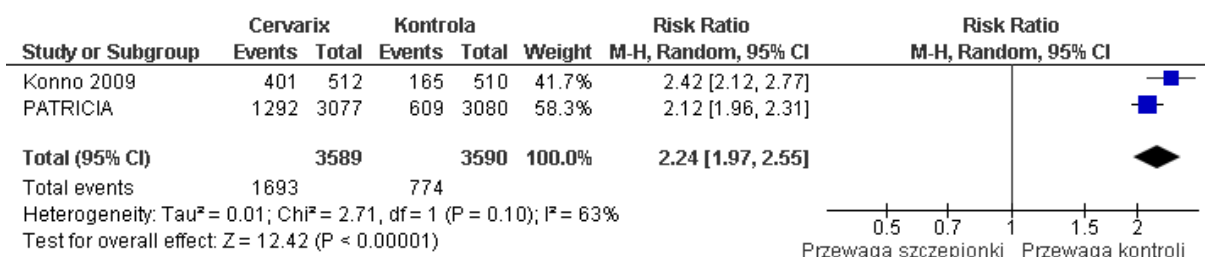 Cervarix Kontrola Risk Ratio Risk Ratio
Study or Subgroup Events Total Events Total Weight M-H, Random, 95% CI M-H, Random, 95% CI
Konno 2009 401 512 165 510 41.7% 2.42 [2.12, 2.77]
PATRICIA 1292 3077 609 3080 58.3% 2.12 [1.96, 2.31]
Total (95% CI) 3589 3590 100.0% 2.24 [1.97, 2.55]
Total events 1693 774
Heterogeneity: Tau² = 0.01; Chi² = 2.71, df = 1 (P = 0.10); I² = 63%
Test for overall effect: Z = 12.42 (P < 0.00001)
0.5 0.7 1 1.5 2
Przewaga szczepionki Przewaga kontroli